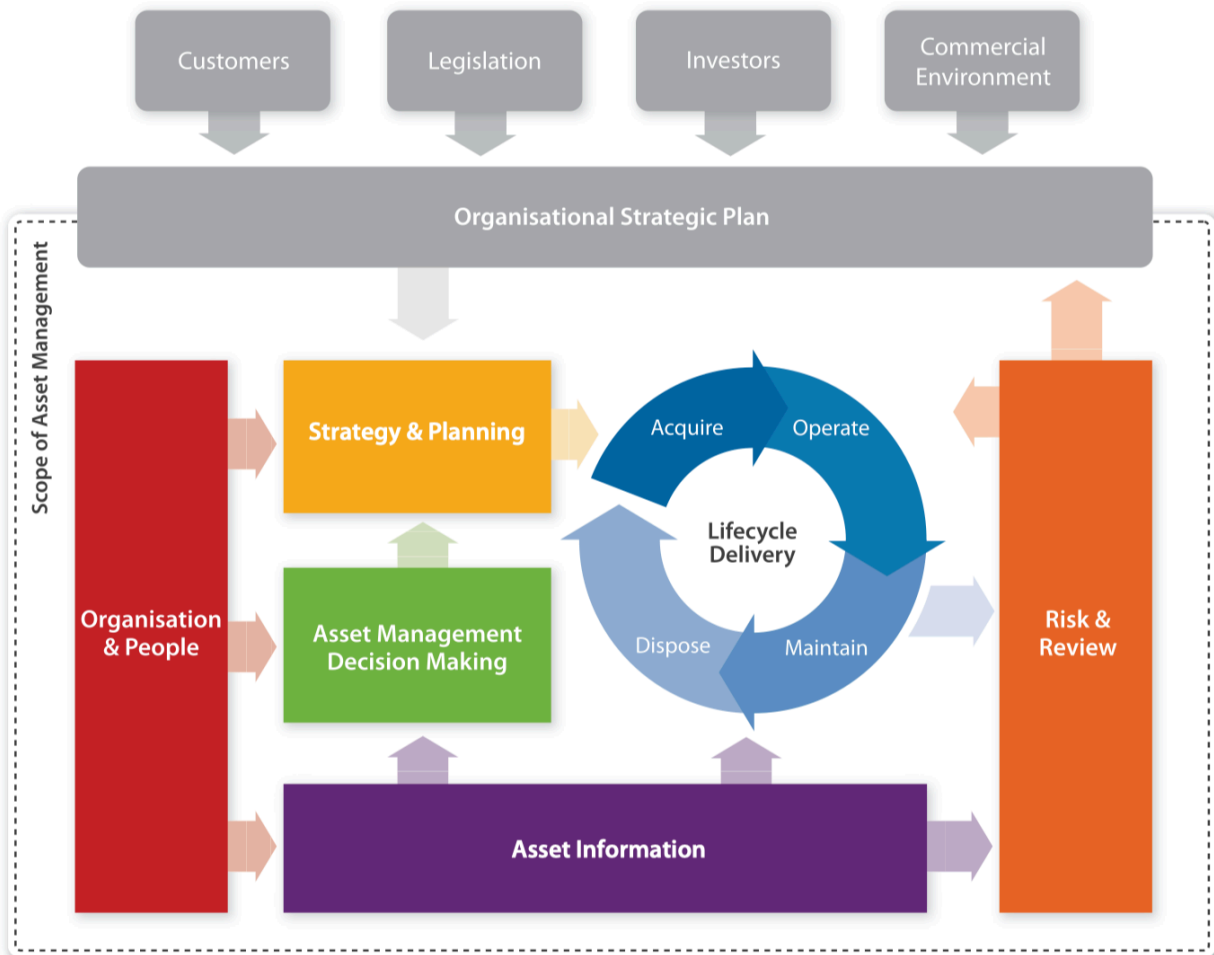 Customers
Legislation
Investors
Commercial
Environment
Organisational Strategic Plan
Scope of Asset Management
Strategy & Planning
Acquire
Operate
Lifecycle
Delivery
Organisation
& People
Asset Management
Decision Making
Dispose
Maintain
Risk &
Review
Asset Information